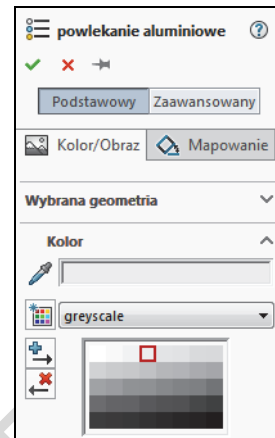 powlekanie aluminiowe
Podstawowy Zaawansowany
Kolor/Obraz Mapowanie
Wybrana geometria
Kolor
greyscale